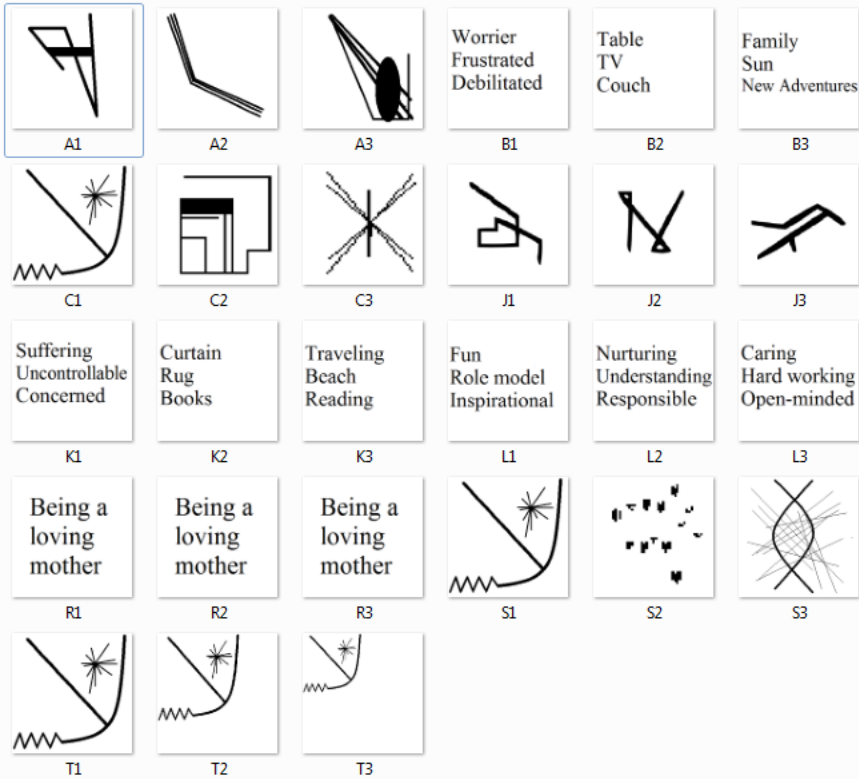 A1
A2
A3
Worrier
Frustrated
Debilitated
B1
Table
TV
Couch
B2
Family
Sun
New Adventures
B3
C1
C2
C3
J1
J2
J3
Suffering
Uncontrollable
Concerned
K1
Curtain
Rug
Books
K2
Traveling
Beach
Reading
K3
Fun
Role model
Inspirational
L1
Nurturing
Understanding
Responsible
L2
Caring
Hard working
Open-minded
L3
Being a
loving
mother
R1
Being a
loving
mother
R2
Being a
loving
mother
R3
S1
S2
S3
T1
T2
T3